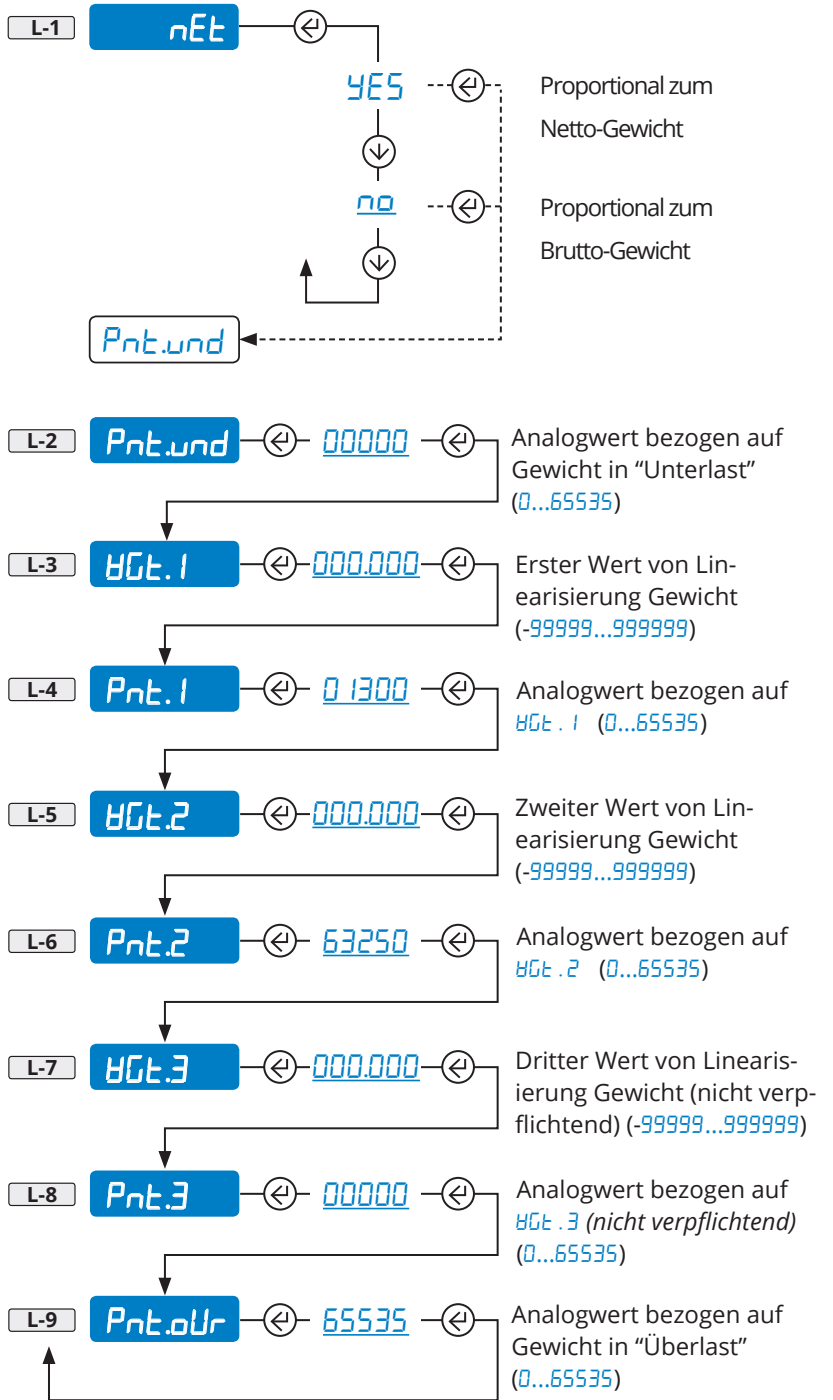 L-1 nEt
YES Proportional zum
Netto-Gewicht
no Proportional zum
Brutto-Gewicht
Pnt.und
L-2 Pnt.und 00000 Analogwert bezogen auf
Gewicht in “Unterlast”
(0...65535)
L-3 WGt.1 000.000 Erster Wert von Lin-
earisierung Gewicht
(-99999...999999)
L-4 Pnt.1 01300 Analogwert bezogen auf
WGt.1 (0...65535)
L-5 WGt.2 000.000 Zweiter Wert von Lin-
earisierung Gewicht
(-99999...999999)
L-6 Pnt.2 63250 Analogwert bezogen auf
WGt.2 (0...65535)
L-7 WGt.3 000.000 Dritter Wert von Linearis-
ierung Gewicht (nicht verp-
flichtend) (-99999...999999)
L-8 Pnt.3 00000 Analogwert bezogen auf
WGt.3 (nicht verpflichtend)
(0...65535)
L-9 Pnt.oUr 65535 Analogwert bezogen auf
Gewicht in “Überlast”
(0...65535)